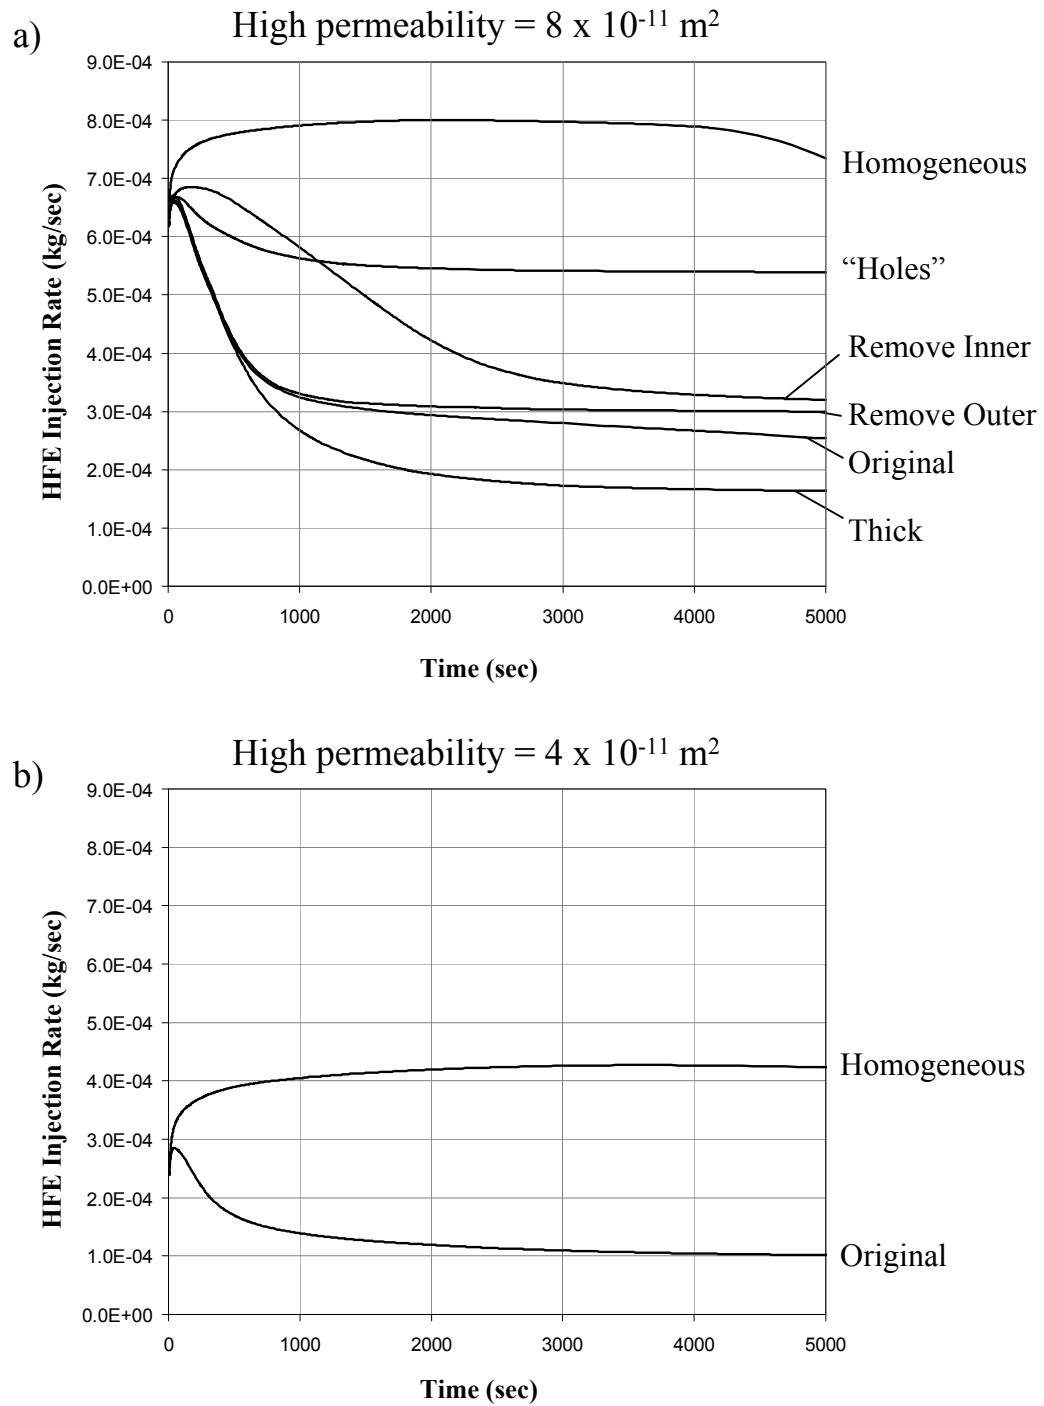 a)
High permeability = 8 x 10⁻¹¹ m²
9.0E-04
8.0E-04
7.0E-04
6.0E-04
5.0E-04
4.0E-04
3.0E-04
2.0E-04
1.0E-04
0.0E+00
HFE Injection Rate (kg/sec)
Homogeneous
“Holes”
Remove Inner
Remove Outer
Original
Thick
0 1000 2000 3000 4000 5000
Time (sec)
b)
High permeability = 4 x 10⁻¹¹ m²
9.0E-04
8.0E-04
7.0E-04
6.0E-04
5.0E-04
4.0E-04
3.0E-04
2.0E-04
1.0E-04
0.0E+00
HFE Injection Rate (kg/sec)
Homogeneous
Original
0 1000 2000 3000 4000 5000
Time (sec)